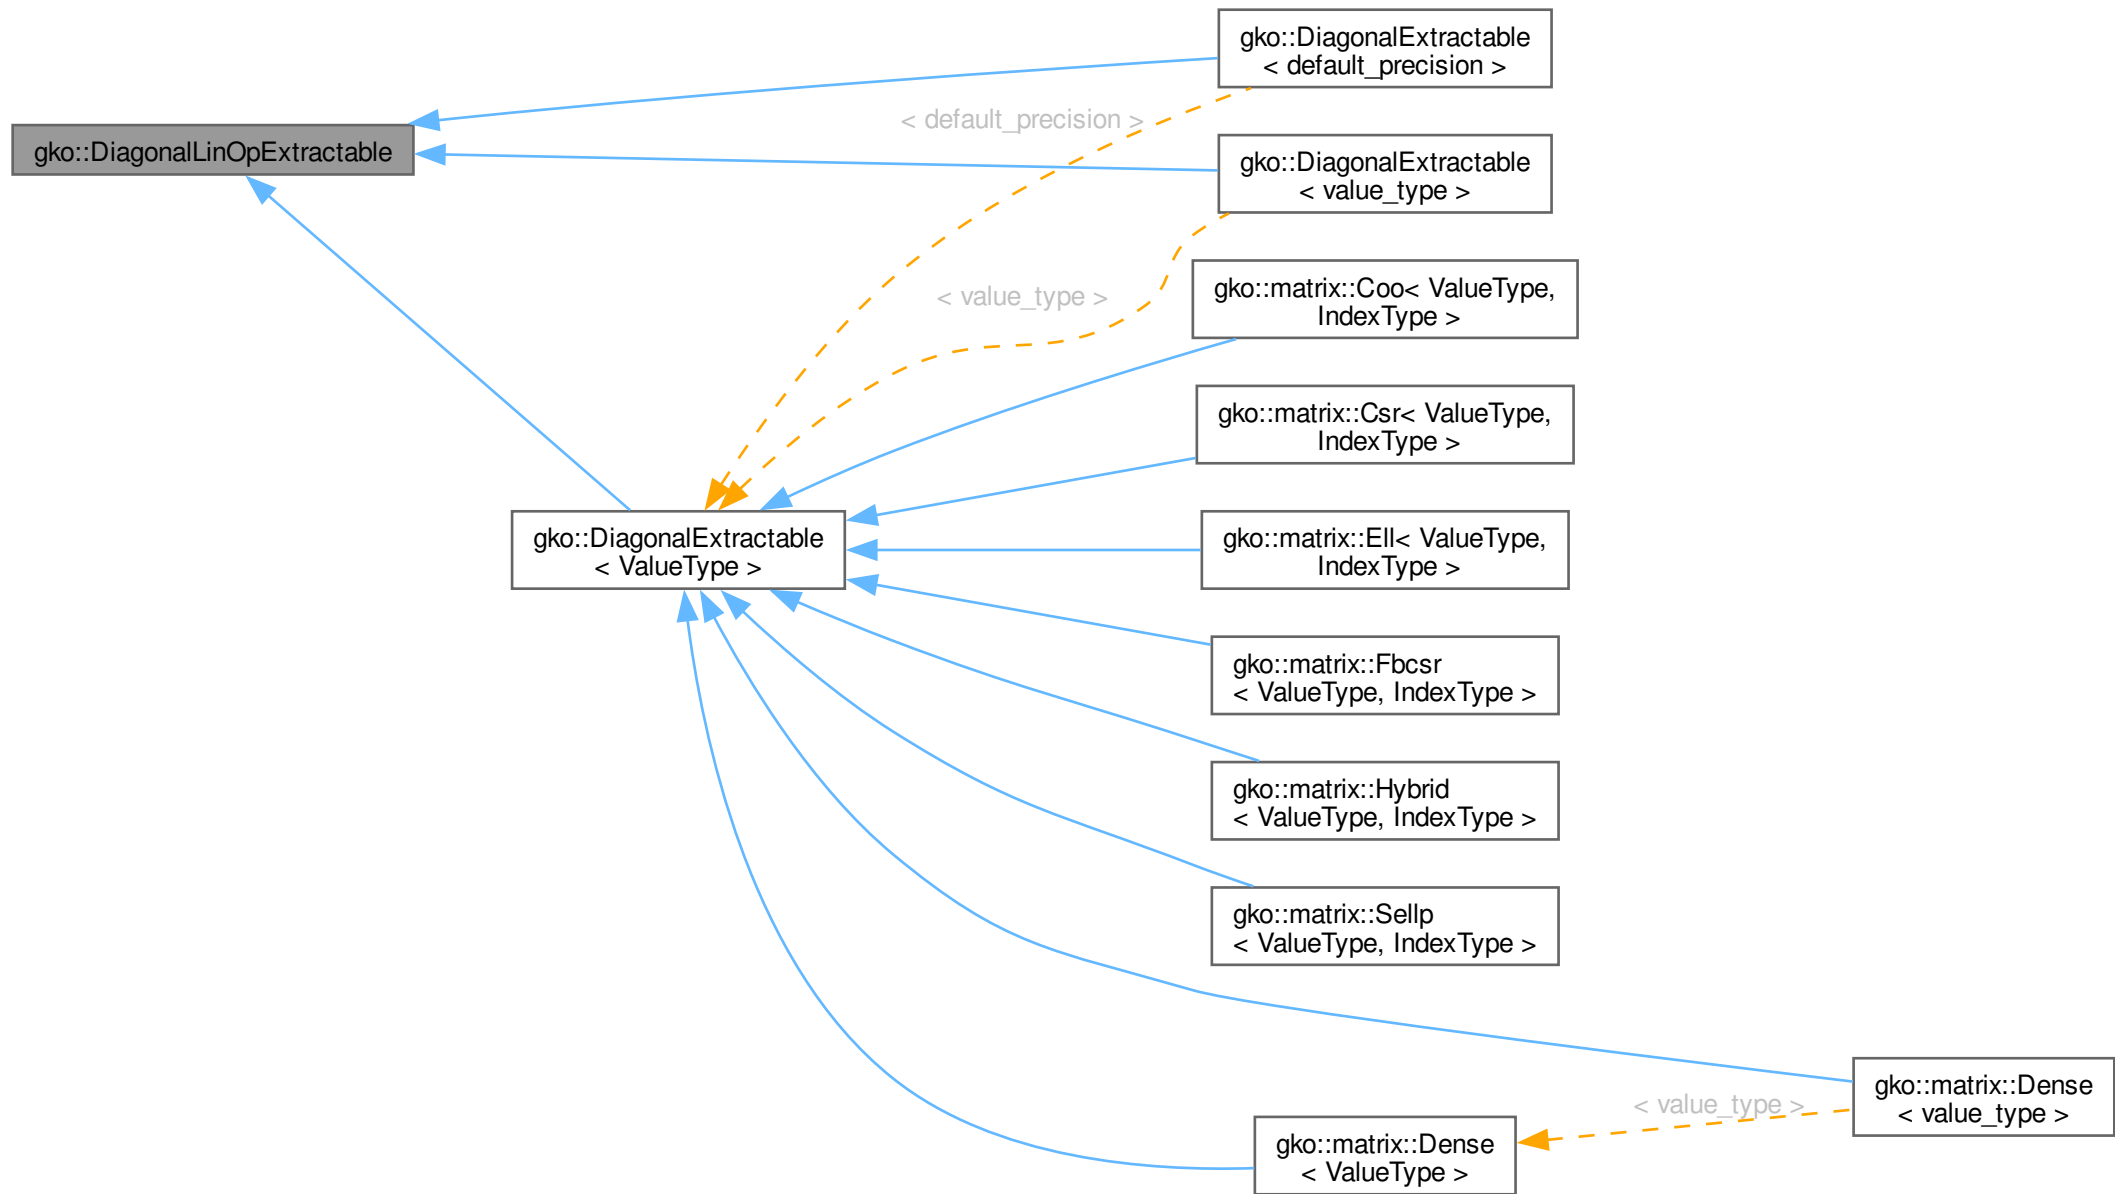 gko::DiagonalExtractable
< default_precision >
< default_precision >
gko::DiagonalLinOpExtractable
gko::DiagonalExtractable
< value_type >
< value_type >
gko::matrix::Coo< ValueType,
IndexType >
gko::matrix::Csr< ValueType,
IndexType >
gko::DiagonalExtractable
< ValueType >
gko::matrix::Ell< ValueType,
IndexType >
gko::matrix::Fbcsr
< ValueType, IndexType >
gko::matrix::Hybrid
< ValueType, IndexType >
gko::matrix::Sellp
< ValueType, IndexType >
gko::matrix::Dense
< value_type >
< value_type >
gko::matrix::Dense
< ValueType >